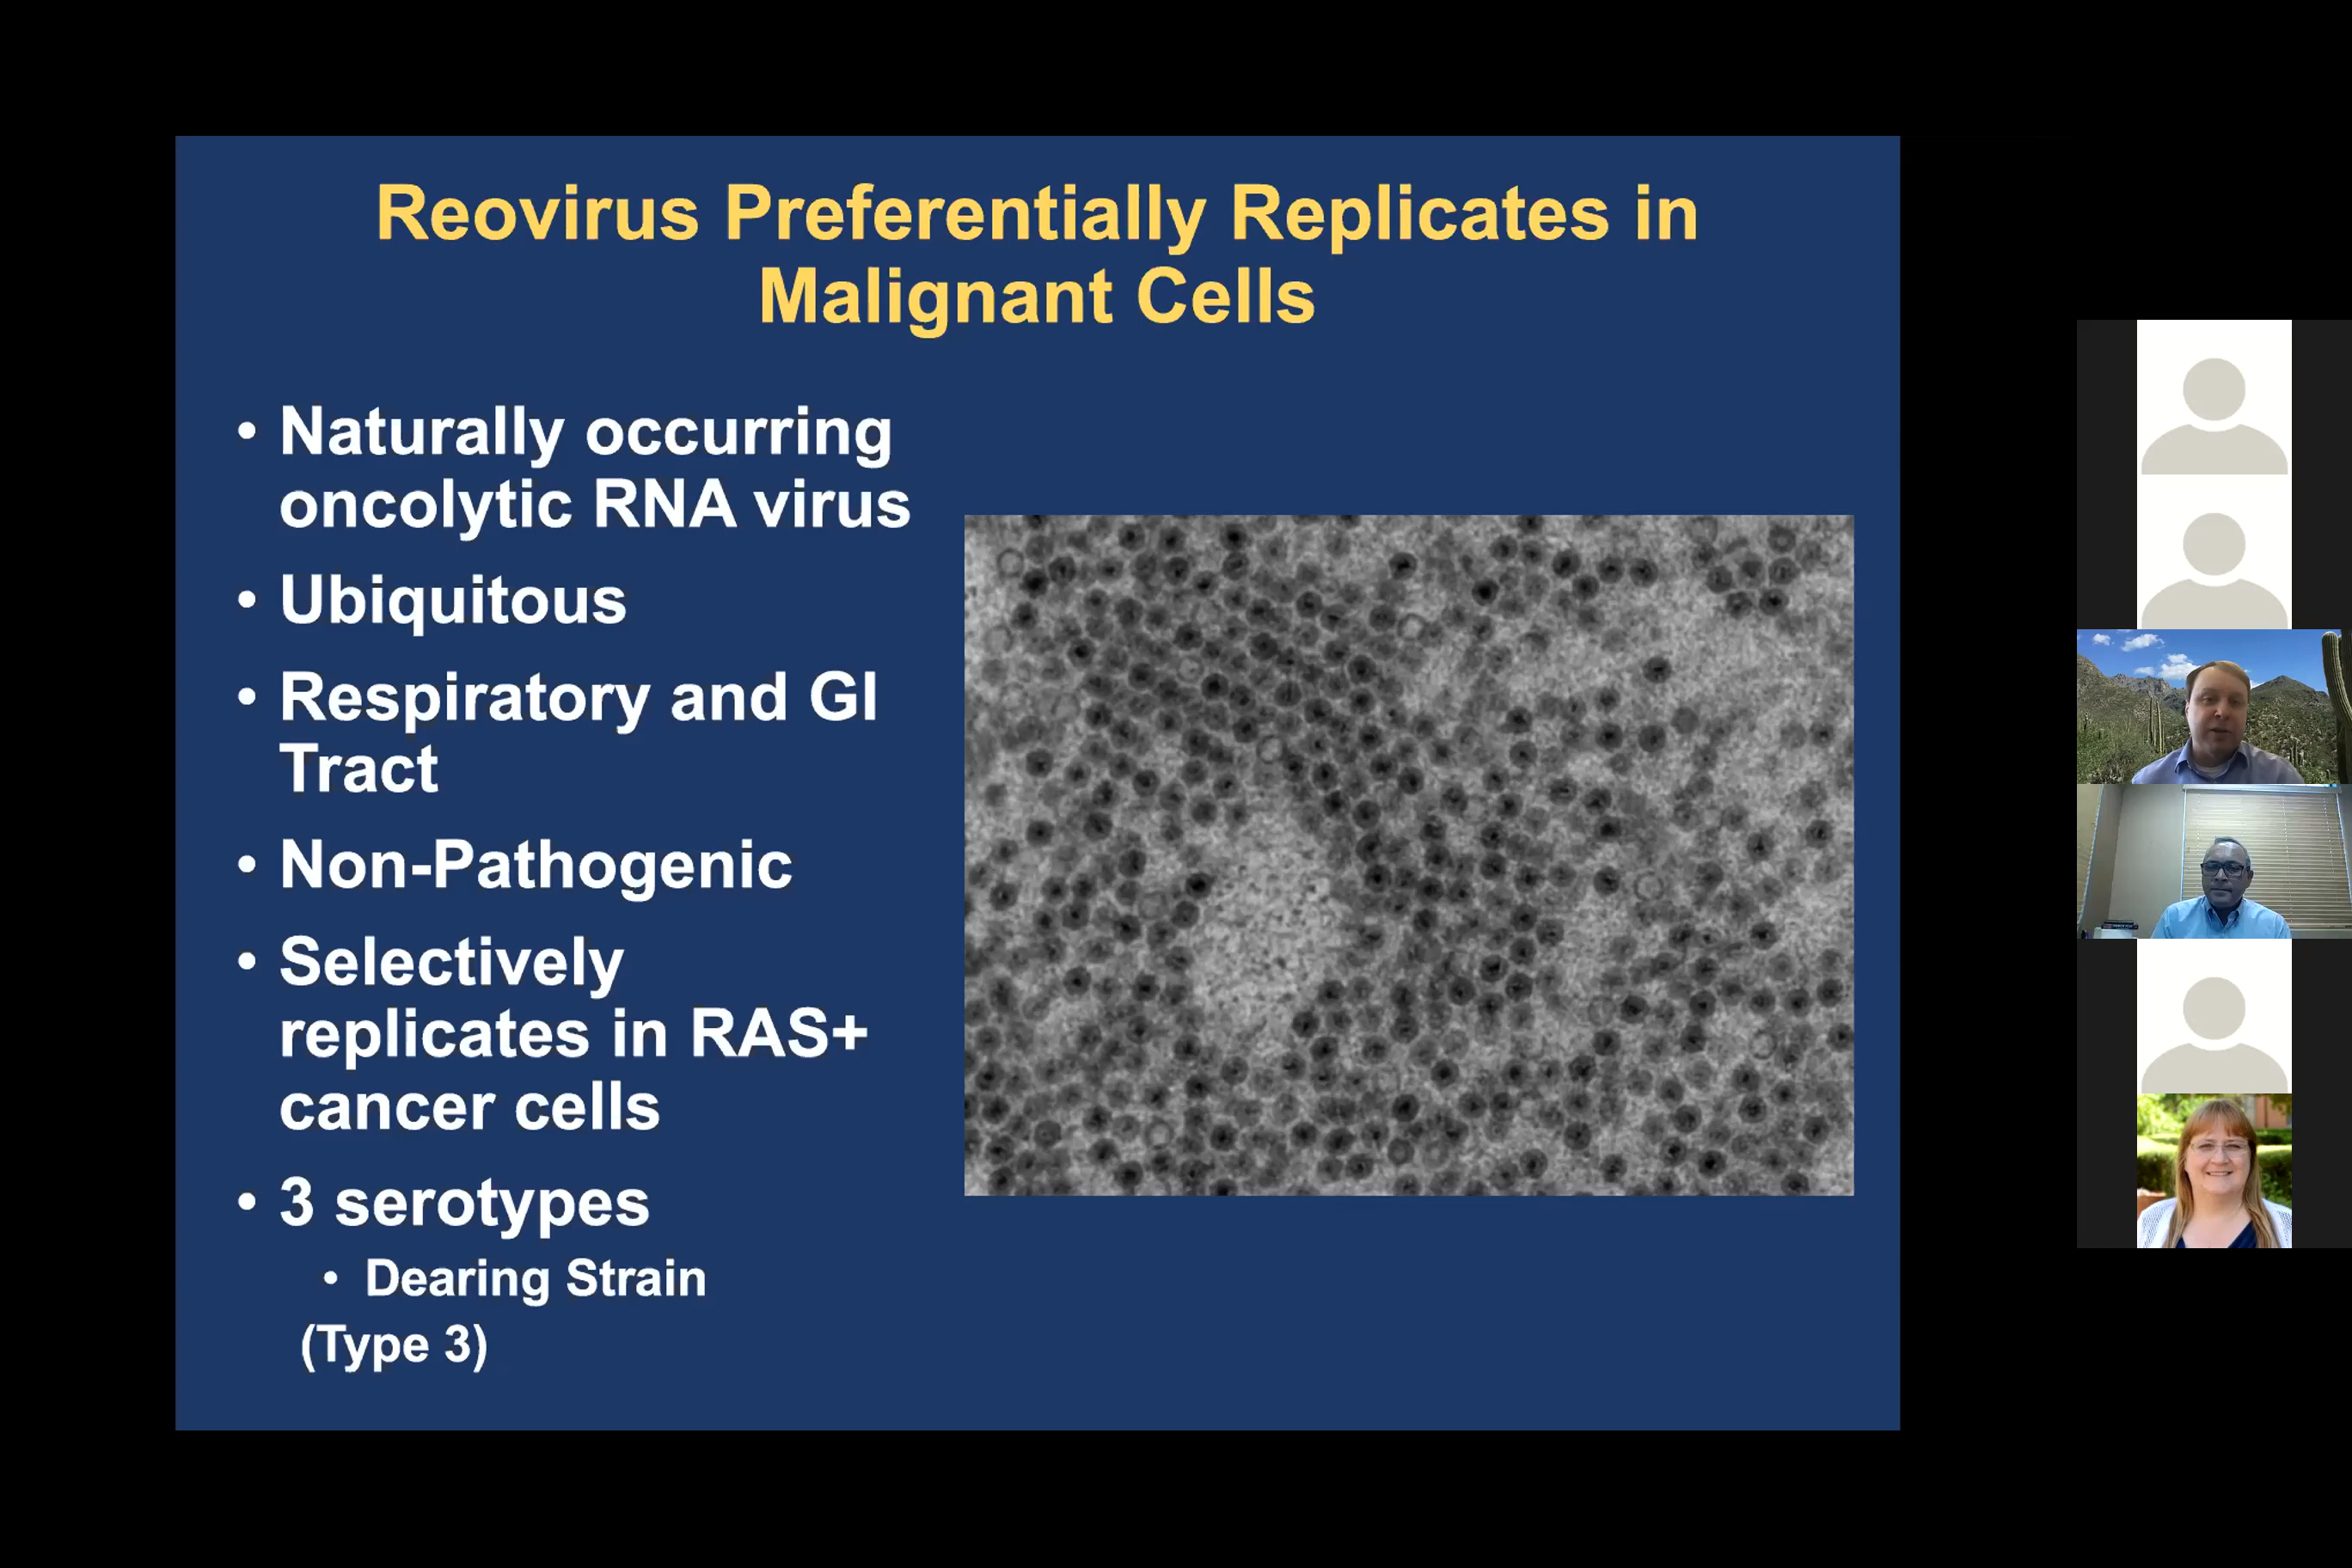 Reovirus Preferentially Replicates in
Malignant Cells
• Naturally occurring
oncolytic RNA virus
• Ubiquitous
• Respiratory and GI
Tract
• Non-Pathogenic
• Selectively
replicates in RAS+
cancer cells
• 3 serotypes
• Dearing Strain
(Type 3)